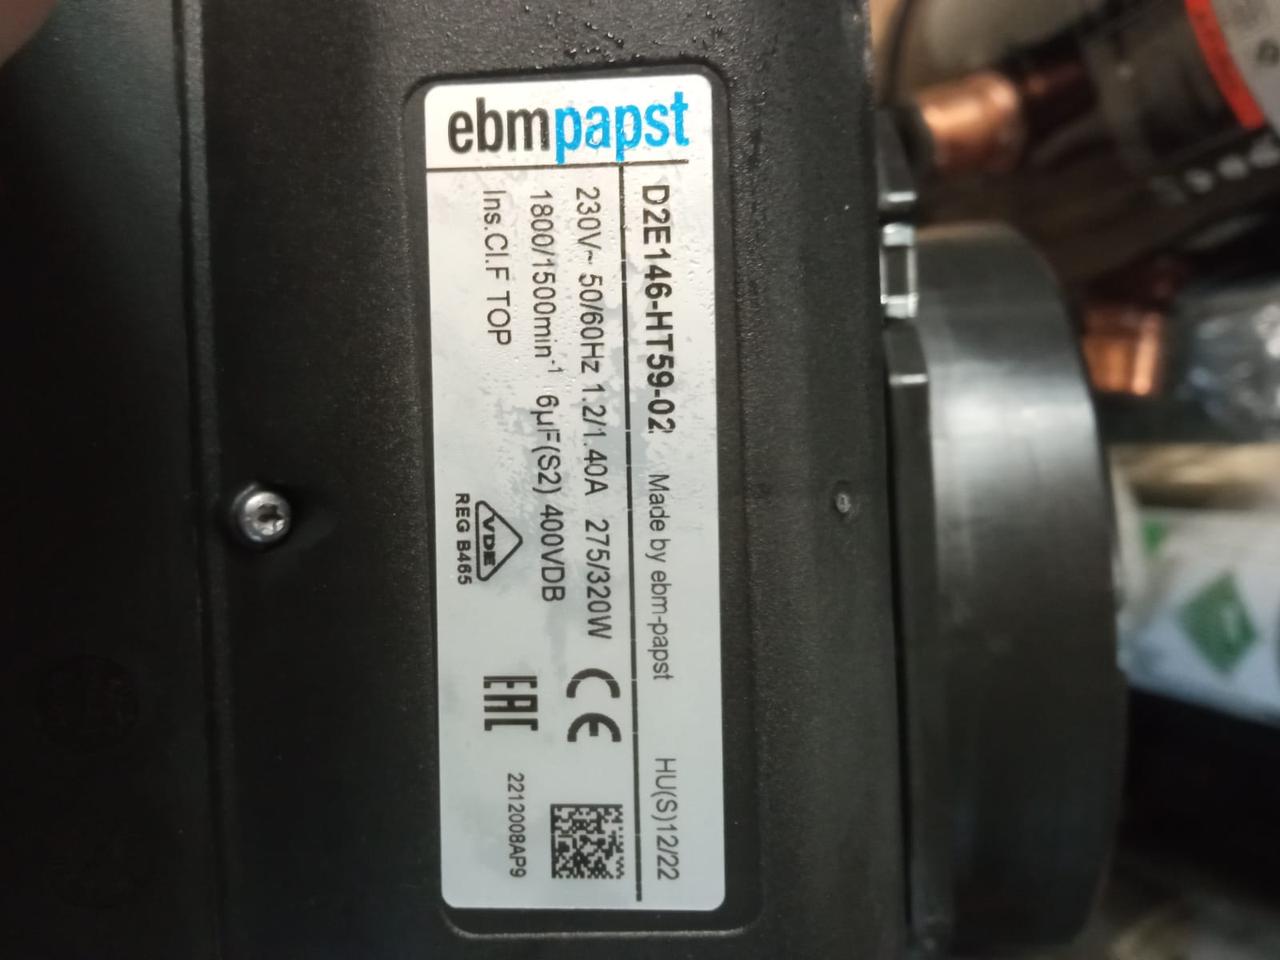 ebmpapst
D2E146-HT59-02 Made by ebm-papst HU(S)12/22
230V~ 50/60Hz 1.2/1.40A 275/320W CE
1800/1500min⁻¹ 6µF(S2) 400VDB
Ins.Cl.F TOP
VDE
REG B465
EAC
2212008AP9